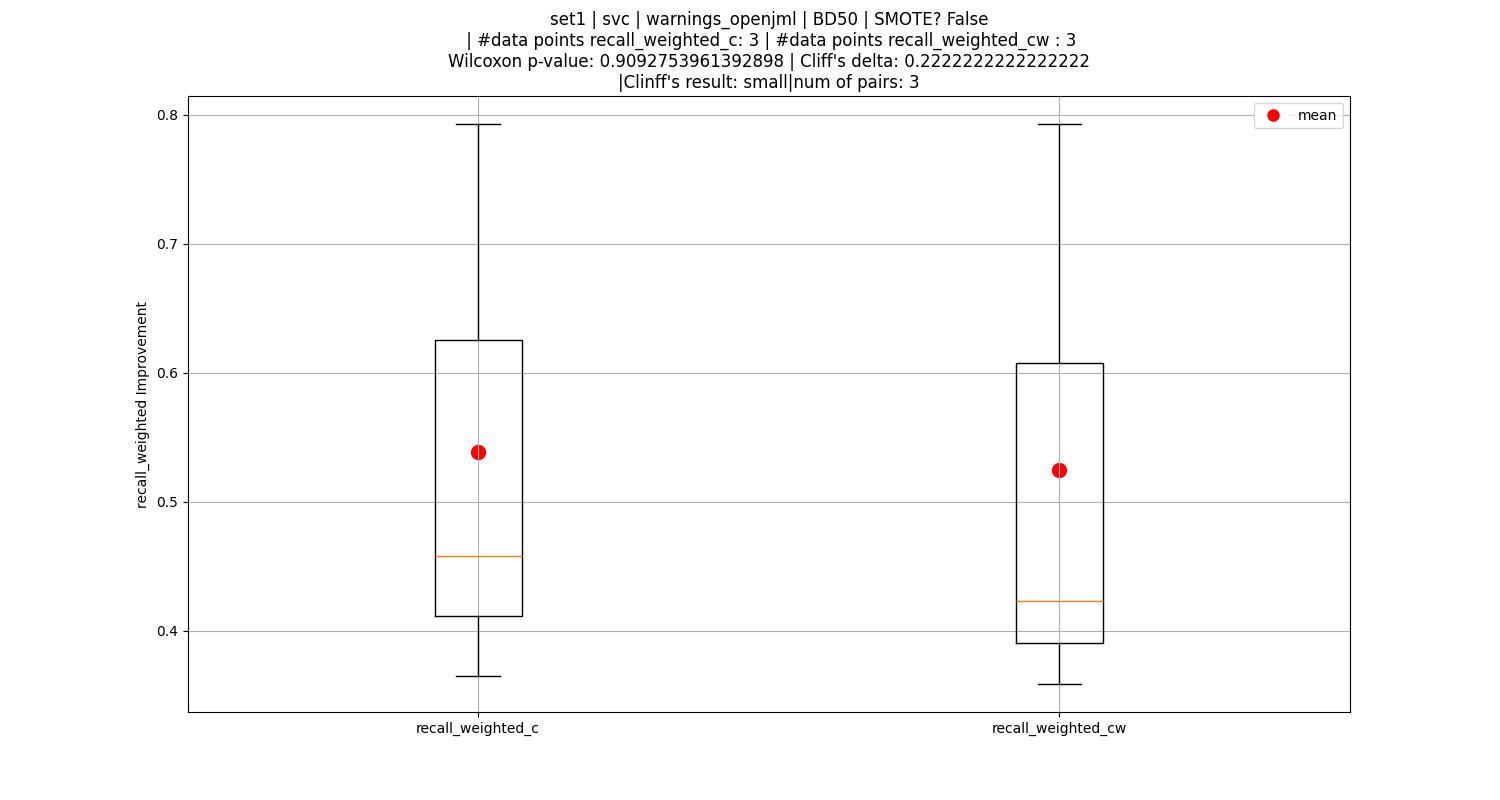 set1 | svc | warnings_openjml | BD50 | SMOTE? False
| #data points recall_weighted_c: 3 | #data points recall_weighted_cw : 3
Wilcoxon p-value: 0.9092753961392898 | Cliff's delta: 0.2222222222222222
|Clinff's result: small|num of pairs: 3
mean
0.8
0.7
0.6
0.5
0.4
recall_weighted Improvement
recall_weighted_c
recall_weighted_cw